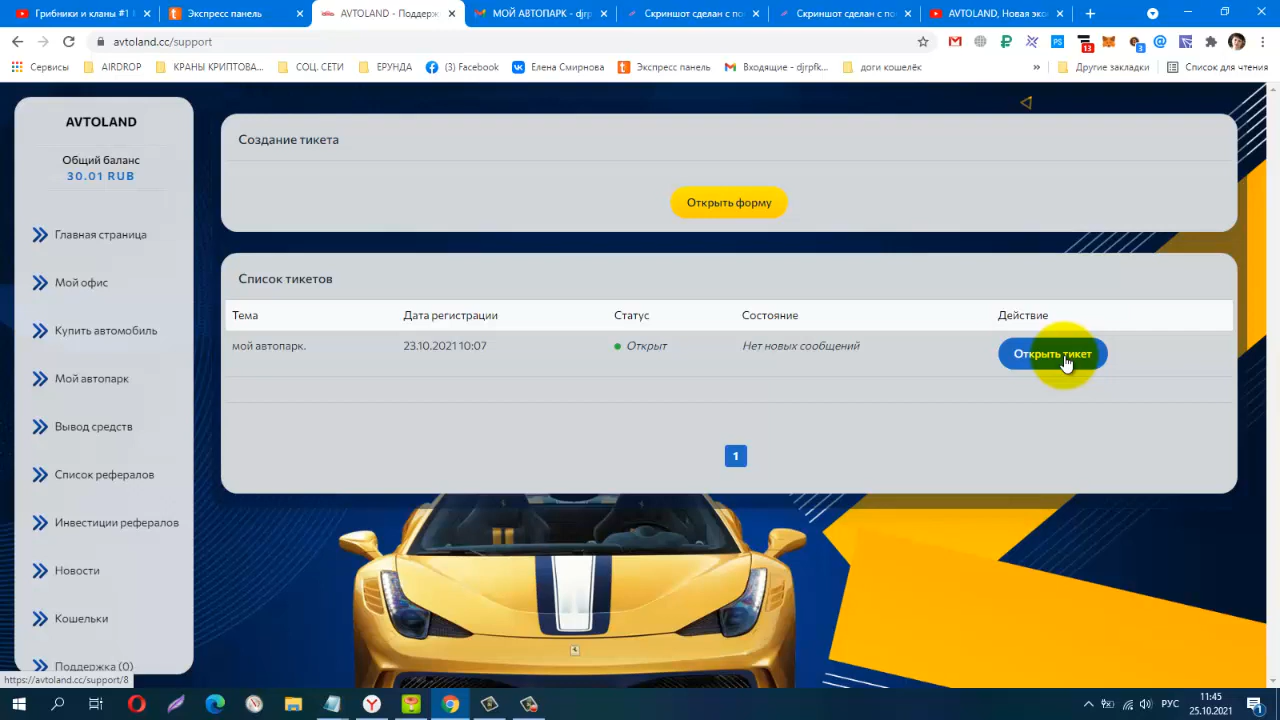 Грибники и кланы #1
Экспресс панель
AVTOLAND - Поддерж
МОЙ АВТОПАРК - djrp
Скриншот сделан с по
Скриншот сделан с по
AVTOLAND, Новая эко
avtoland.cc/support
Сервисы
AIRDROP
КРАНЫ КРИПТОВА...
СОЦ. СЕТИ
ЕРУНДА
(3) Facebook
Елена Смирнова
Экспресс панель
Входящие - djrpfk...
доги кошелёк
»
Другие закладки
Список для чтения
AVTOLAND
Общий баланс
30.01 RUB
Главная страница
Мой офис
Купить автомобиль
Мой автопарк
Вывод средств
Список рефералов
Инвестиции рефералов
Новости
Кошельки
Поддержка (0)
Создание тикета
Открыть форму
Список тикетов
Тема Дата регистрации Статус Состояние Действие
мой автопарк. 23.10.2021 10:07 Открыт Нет новых сообщений Открыть тикет
1
https://avtoland.cc/support/8
РУС
11:45
25.10.2021